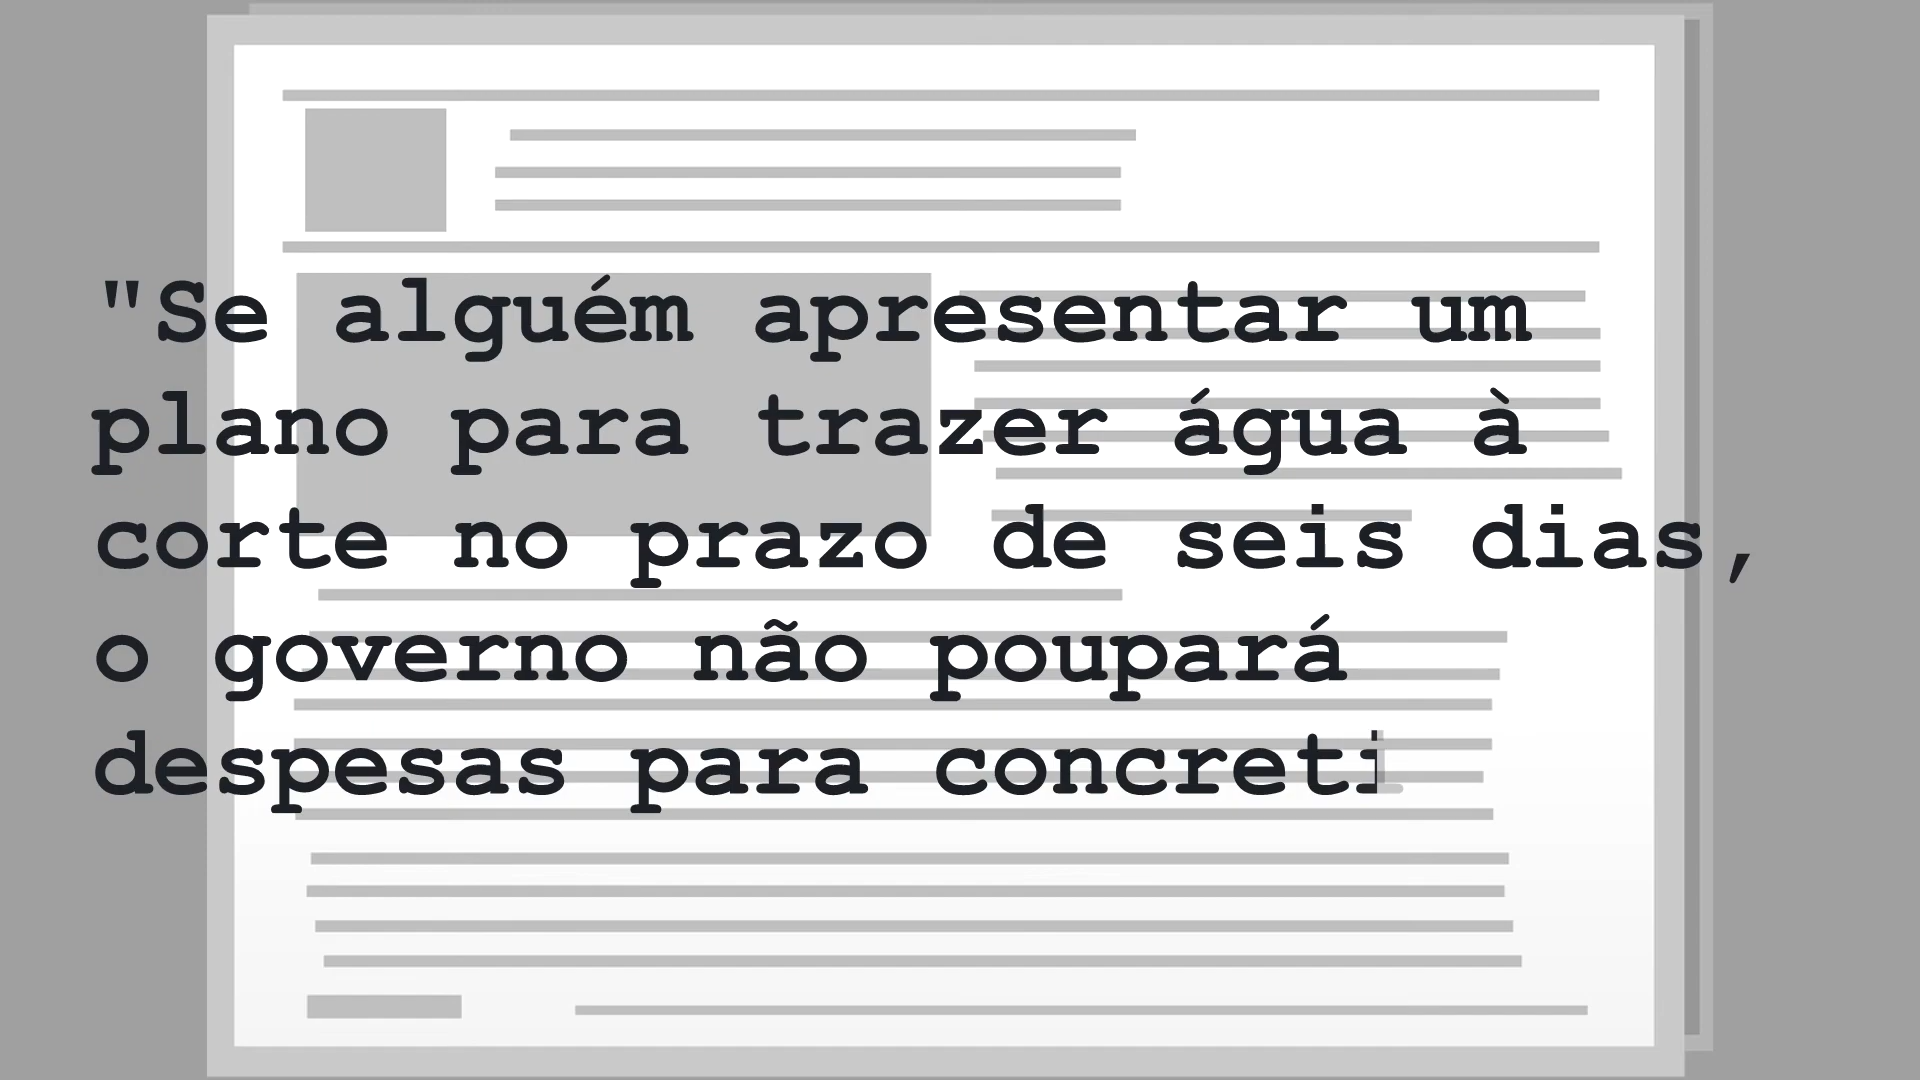 "Se alguém apresentar um
plano para trazer água à
corte no prazo de seis dias,
o governo não poupará
despesas para concreti